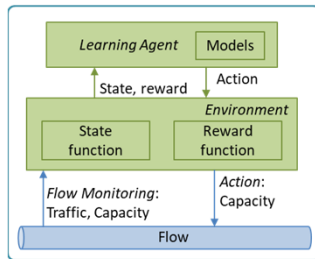 Learning Agent
Models
State, reward
Action
Environment
State
function
Reward
function
Flow Monitoring:
Traffic, Capacity
Action:
Capacity
Flow